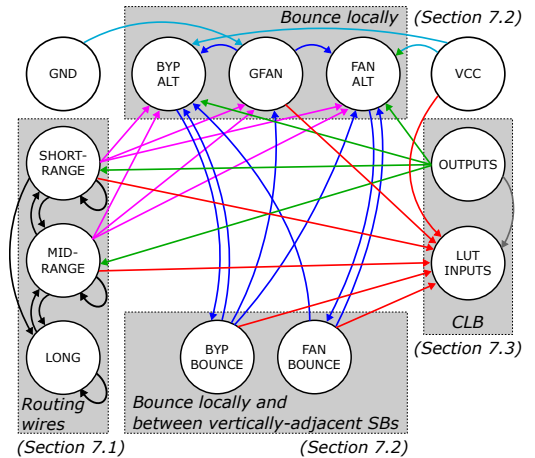 Bounce locally
(Section 7.2)
GND
BYP
ALT
GFAN
FAN
ALT
VCC
SHORT-
RANGE
OUTPUTS
MID-
RANGE
LUT
INPUTS
LONG
BYP
BOUNCE
FAN
BOUNCE
CLB
(Section 7.3)
Routing
wires
(Section 7.1)
Bounce locally and
between vertically-adjacent SBs
(Section 7.2)